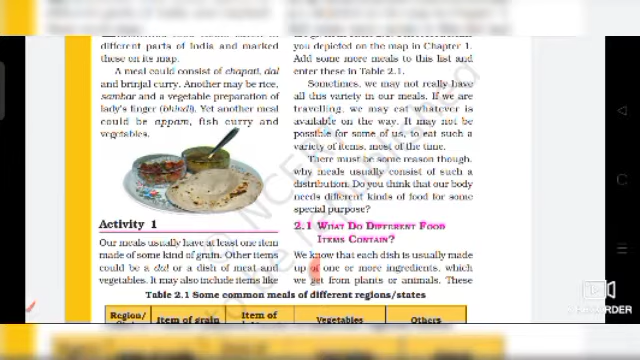 different parts of India and marked
these on its map.
A meal could consist of chapati, dal
and brinjal curry. Another may be rice,
sambar and a vegetable preparation of
lady's finger (bhindi). Yet another meal
could be appam, fish curry and
vegetables.
Activity 1
Our meals usually have at least one item
made of some kind of grain. Other items
could be a dal or a dish of meat and
vegetables. It may also include items like
you depicted on the map in Chapter 1.
Add some more meals to this list and
enter these in Table 2.1.
Sometimes, we may not really have
all this variety in our meals. If we are
travelling, we may eat whatever is
available on the way. It may not be
possible for some of us, to eat such a
variety of items, most of the time.
There must be some reason though,
why meals usually consist of such a
distribution. Do you think that our body
needs different kinds of food for some
special purpose?
2.1 WHAT DO DIFFERENT FOOD
ITEMS CONTAIN?
We know that each dish is usually made
up of one or more ingredients, which
we get from plants or animals. These
Table 2.1 Some common meals of different regions/states
Region/
Item of grain
Item of
Vegetables
Others